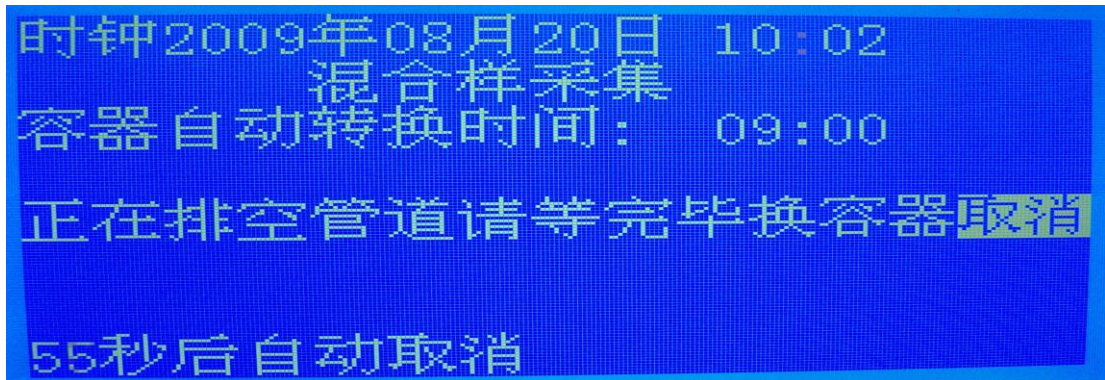 时钟2009年08月20日 10:02
混合样采集
容器自动转换时间: 09:00
正在排空管道请等完毕换容器取消
55秒后自动取消